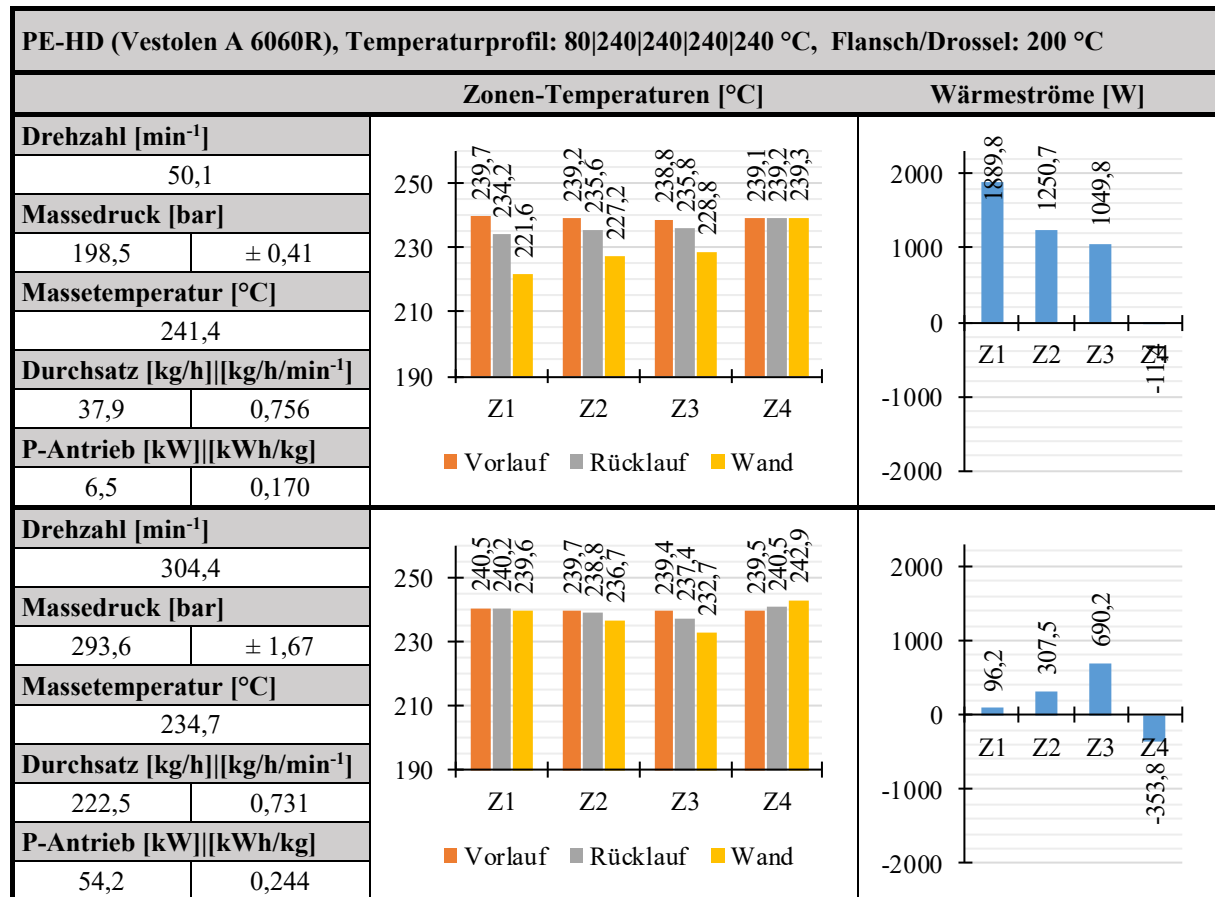 PE-HD (Vestolen A 6060R), Temperaturprofil: 80|240|240|240|240 °C, Flansch/Drossel: 200 °C
Zonen-Temperaturen [°C]
Wärmeströme [W]
Drehzahl [min-1]
50,1
Massedruck [bar]
198,5 ± 0,41
Massetemperatur [°C]
241,4
Durchsatz [kg/h]|[kg/h/min-1]
37,9 0,756
P-Antrieb [kW]|[kWh/kg]
6,5 0,170
239,7 234,2 221,6 239,2 235,6 227,2 238,8 235,8 228,8 239,1 239,2 239,3
250
230
210
190
Z1 Z2 Z3 Z4
Vorlauf Rücklauf Wand
1889,8 1250,7 1049,8
2000
1000
0
-1000
-2000
Z1 Z2 Z3 Z4
Drehzahl [min-1]
304,4
Massedruck [bar]
293,6 ± 1,67
Massetemperatur [°C]
234,7
Durchsatz [kg/h]|[kg/h/min-1]
222,5 0,731
P-Antrieb [kW]|[kWh/kg]
54,2 0,244
240,5 240,2 239,6 239,7 238,8 236,7 239,4 237,4 232,7 239,5 240,5 242,9
250
230
210
190
Z1 Z2 Z3 Z4
Vorlauf Rücklauf Wand
96,2 307,5 690,2 -353,8
2000
1000
0
-1000
-2000
Z1 Z2 Z3 Z4